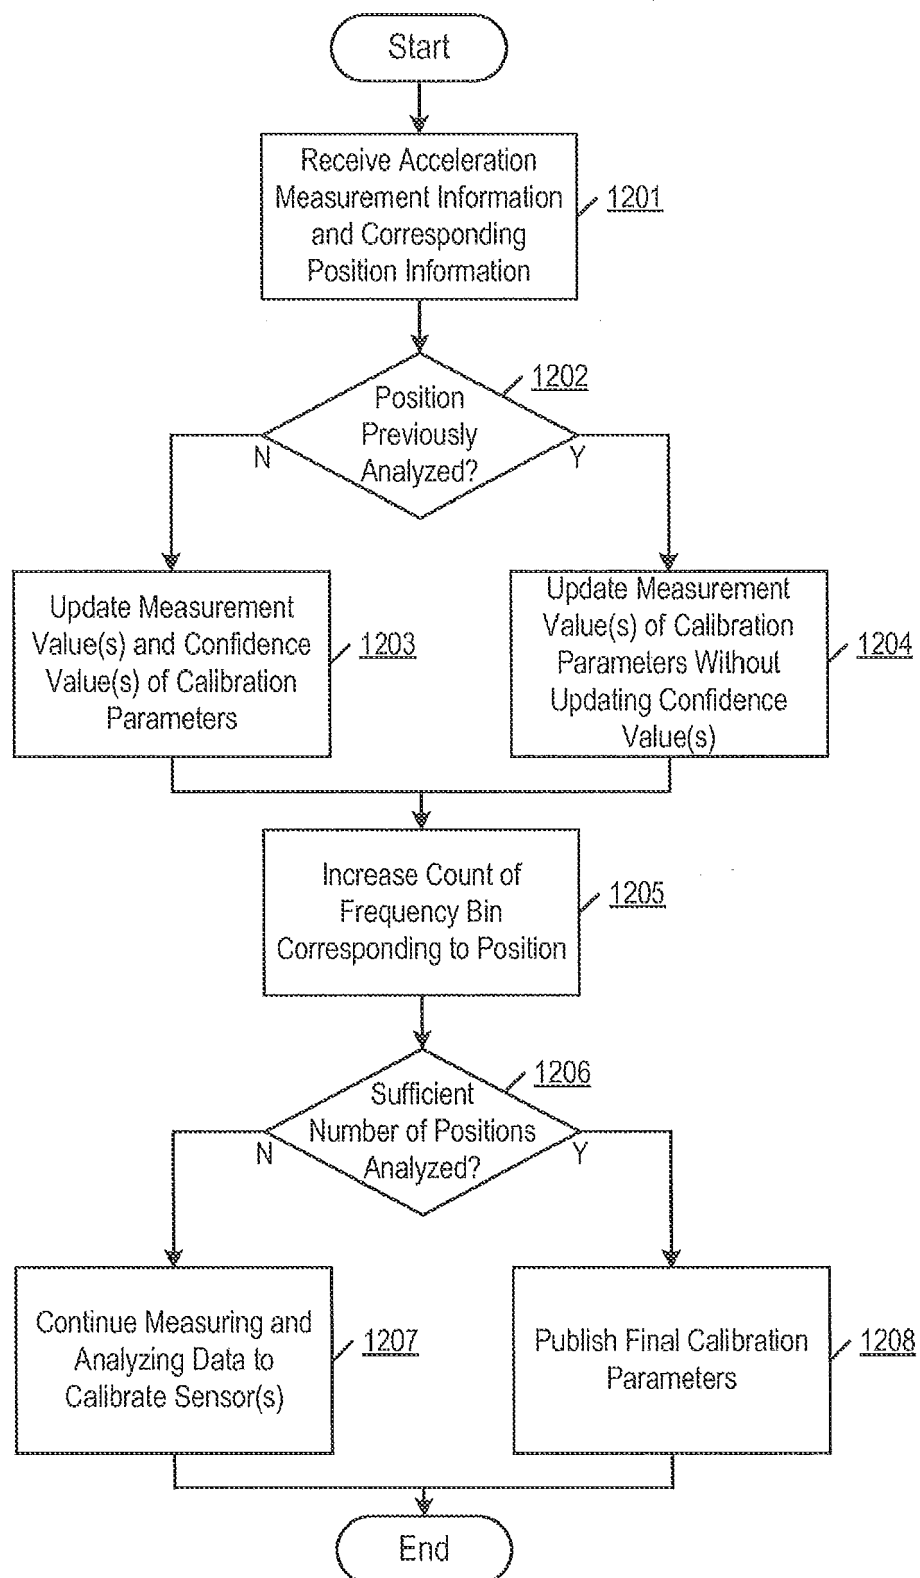 Start
Receive Acceleration
Measurement Information
and Corresponding
Position Information
1201
1202
Position
Previously
Analyzed?
N
Y
Update Measurement
Value(s) and Confidence
Value(s) of Calibration
Parameters
1203
Update Measurement
Value(s) of Calibration
Parameters Without
Updating Confidence
Value(s)
1204
Increase Count of
Frequency Bin
Corresponding to Position
1205
1206
Sufficient
Number of Positions
Analyzed?
N
Y
Continue Measuring and
Analyzing Data to
Calibrate Sensor(s)
1207
Publish Final Calibration
Parameters
1208
End